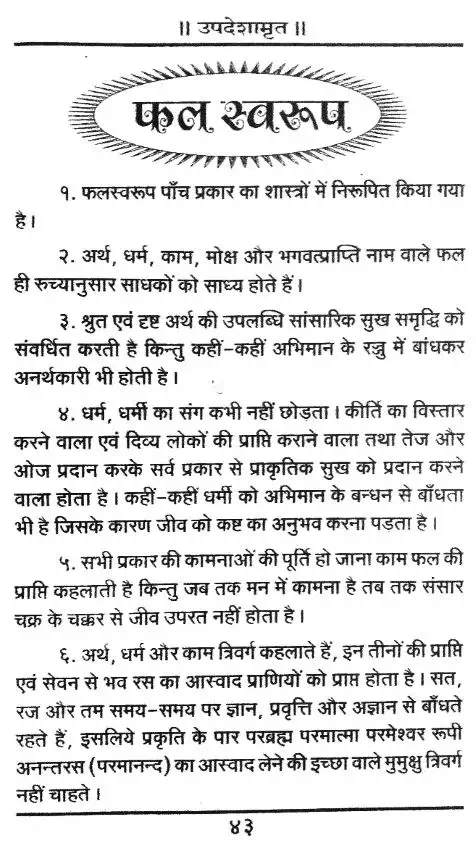 ॥ उपदेशामृत ॥
फल स्वरूप
१. फलस्वरूप पाँच प्रकार का शास्त्रों में निरूपित किया गया
है।
२. अर्थ, धर्म, काम, मोक्ष और भगवत्प्राप्ति नाम वाले फल
ही रुच्यानुसार साधकों को साध्य होते हैं।
३. श्रुत एवं दृष्ट अर्थ की उपलब्धि सांसारिक सुख समृद्धि को
संवर्धित करती है किन्तु कहीं-कहीं अभिमान के रज्जु में बांधकर
अनर्थकारी भी होती है।
४. धर्म, धर्मी का संग कभी नहीं छोड़ता। कीर्ति का विस्तार
करने वाला एवं दिव्य लोकों की प्राप्ति कराने वाला तथा तेज और
ओज प्रदान करके सर्व प्रकार से प्राकृतिक सुख को प्रदान करने
वाला होता है। कहीं-कहीं धर्मी को अभिमान के बन्धन से बाँधता
भी है जिसके कारण जीव को कष्ट का अनुभव करना पड़ता है।
५. सभी प्रकार की कामनाओं की पूर्ति हो जाना काम फल की
प्राप्ति कहलाती है किन्तु जब तक मन में कामना है तब तक संसार
चक्र के चक्कर से जीव उपरत नहीं होता है।
६. अर्थ, धर्म और काम त्रिवर्ग कहलाते हैं, इन तीनों की प्राप्ति
एवं सेवन से भव रस का आस्वाद प्राणियों को प्राप्त होता है। सत,
रज और तम समय-समय पर ज्ञान, प्रवृत्ति और अज्ञान से बाँधते
रहते हैं, इसलिये प्रकृति के पार परब्रह्म परमात्मा परमेश्वर रूपी
अनन्तरस (परमानन्द) का आस्वाद लेने की इच्छा वाले मुमुक्षु त्रिवर्ग
नहीं चाहते।
४३